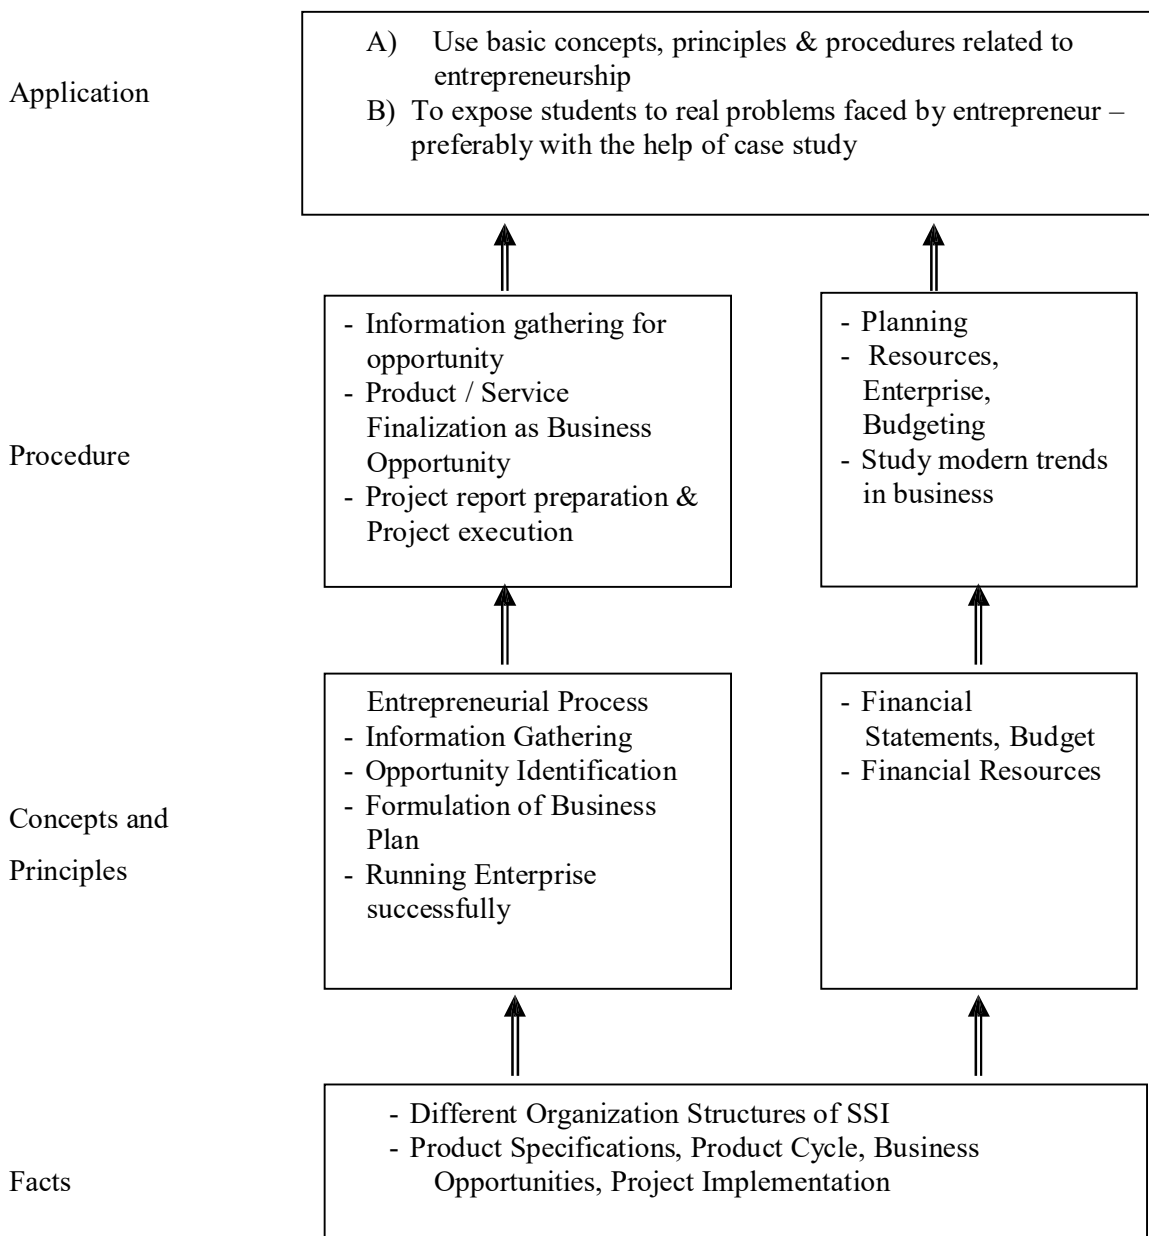 Application
A) Use basic concepts, principles & procedures related to
entrepreneurship
B) To expose students to real problems faced by entrepreneur –
preferably with the help of case study
Procedure
- Information gathering for
opportunity
- Product / Service
Finalization as Business
Opportunity
- Project report preparation &
Project execution
- Planning
- Resources,
Enterprise,
Budgeting
- Study modern trends
in business
Concepts and
Principles
Entrepreneurial Process
- Information Gathering
- Opportunity Identification
- Formulation of Business
Plan
- Running Enterprise
successfully
- Financial
Statements, Budget
- Financial Resources
Facts
- Different Organization Structures of SSI
- Product Specifications, Product Cycle, Business
Opportunities, Project Implementation